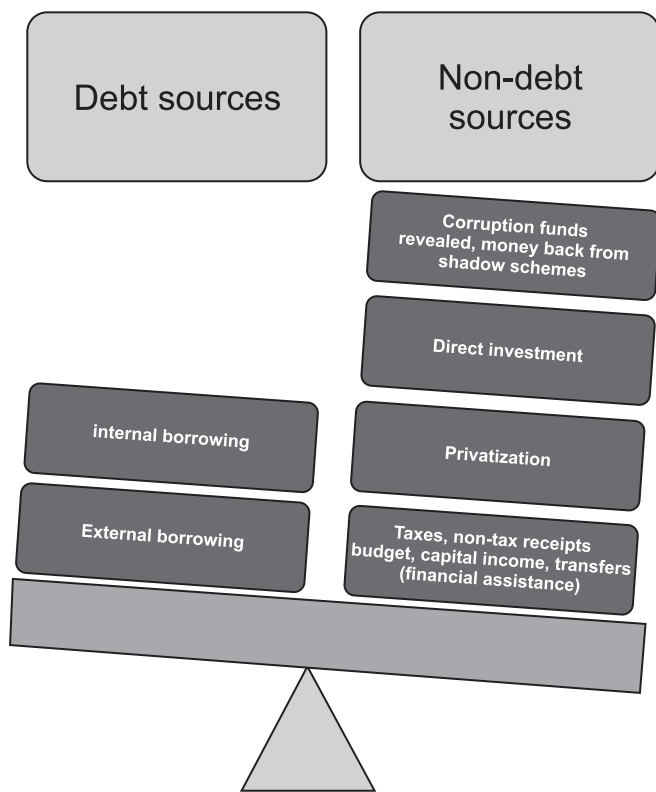 Debt sources
Non-debt
sources
Corruption funds
revealed, money back from
shadow schemes
Direct investment
internal borrowing
Privatization
External borrowing
Taxes, non-tax receipts
budget, capital income, transfers
(financial assistance)